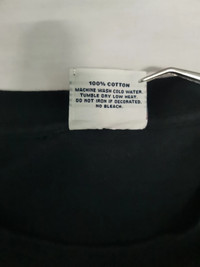 100% COTTON
MACHINE WASH COLD WATER.
TUMBLE DRY LOW HEAT.
DO NOT IRON IF DECORATED.
NO BLEACH.